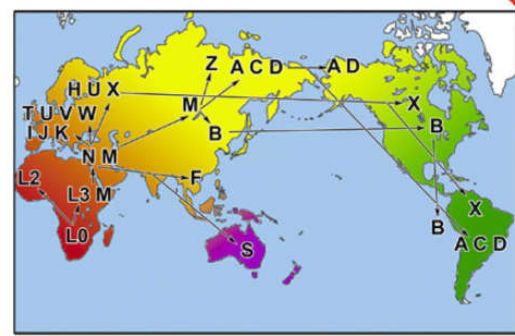 Z A C D A D
H U X
T U-V W
I J K
M
X
B
B
N M
L2
L3 M
F
L0
S
X
B
A C D